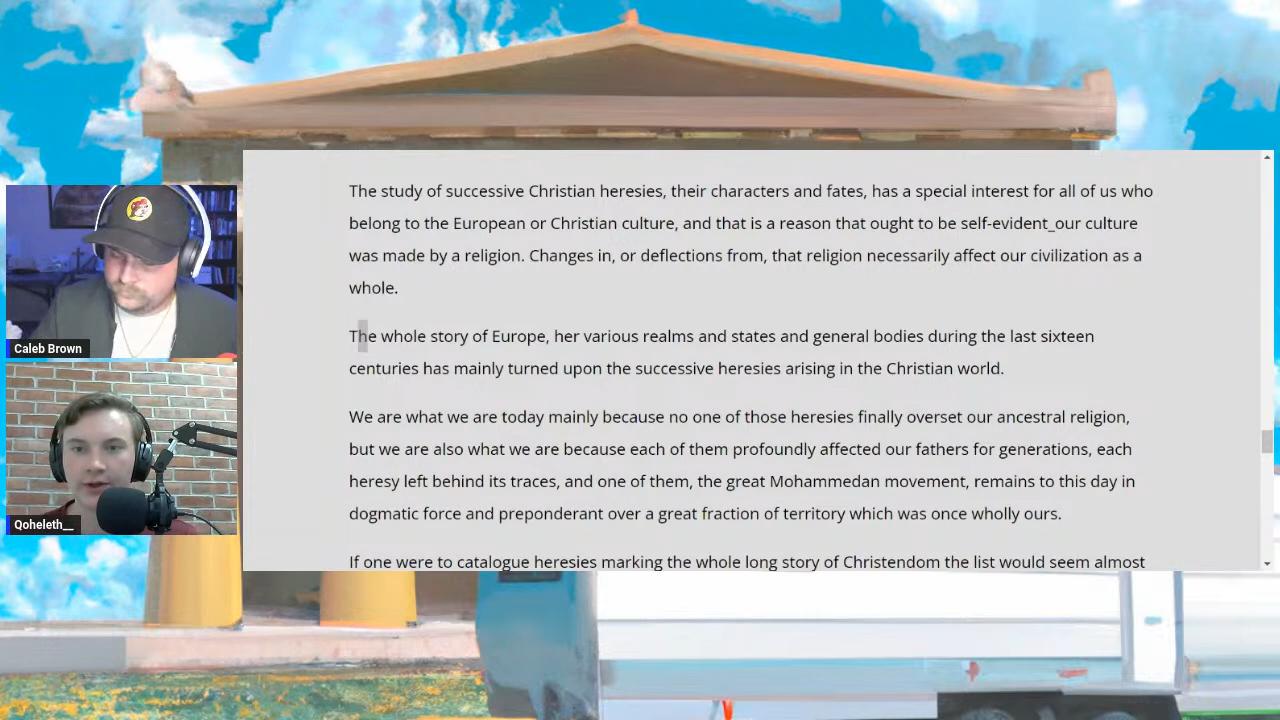 The study of successive Christian heresies, their characters and fates, has a special interest for all of us who
belong to the European or Christian culture, and that is a reason that ought to be self-evident_our culture
was made by a religion. Changes in, or deflections from, that religion necessarily affect our civilization as a
whole.
The whole story of Europe, her various realms and states and general bodies during the last sixteen
centuries has mainly turned upon the successive heresies arising in the Christian world.
We are what we are today mainly because no one of those heresies finally overset our ancestral religion,
but we are also what we are because each of them profoundly affected our fathers for generations, each
heresy left behind its traces, and one of them, the great Mohammedan movement, remains to this day in
dogmatic force and preponderant over a great fraction of territory which was once wholly ours.
If one were to catalogue heresies marking the whole long story of Christendom the list would seem almost
Caleb Brown
Qoheleth__